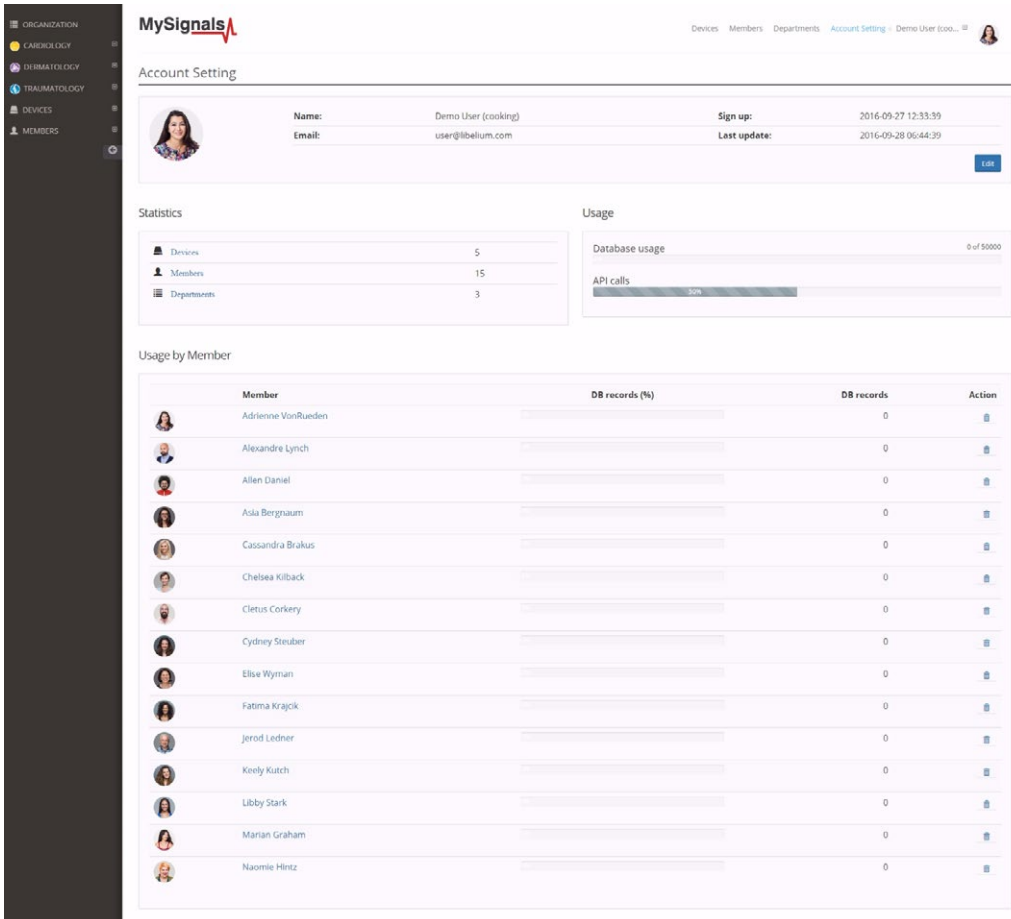 ORGANIZATION
CARDIOLOGY
DERMATOLOGY
TRAUMATOLOGY
DEVICES
MEMBERS
MySignals
Devices Members Departments Account Setting Demo User (coo...
Account Setting
Name: Demo User (cooking) Sign up: 2016-09-27 12:33:39
Email: user@libelium.com Last update: 2016-09-28 06:44:39
Edit
Statistics
Devices 5
Members 15
Departments 3
Usage
Database usage 0 of 50000
API calls
50%
Usage by Member
Member DB records (%) DB records Action
Adrienne VonRueden 0
Alexandre Lynch 0
Allen Daniel 0
Asia Bergnaum 0
Cassandra Brakus 0
Chelsea Kilback 0
Cletus Corkery 0
Cydney Steuber 0
Elise Wyman 0
Fatima Krajcik 0
Jerod Ledner 0
Keely Kutch 0
Libby Stark 0
Marian Graham 0
Naomie Hintz 0